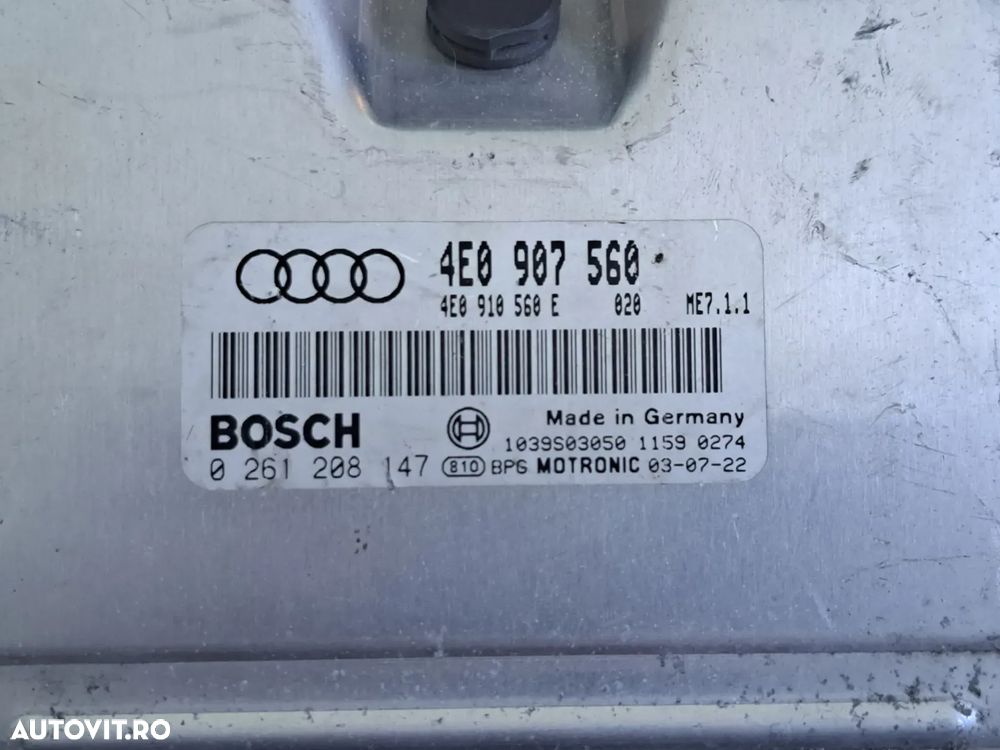 4E0 907 560
4E0 910 560 E 020 ME7.1.1
BOSCH
Made in Germany
1039S03050 1159 0274
0 261 208 147 810 BPG MOTRONIC 03-07-22
AUTOVIT.RO